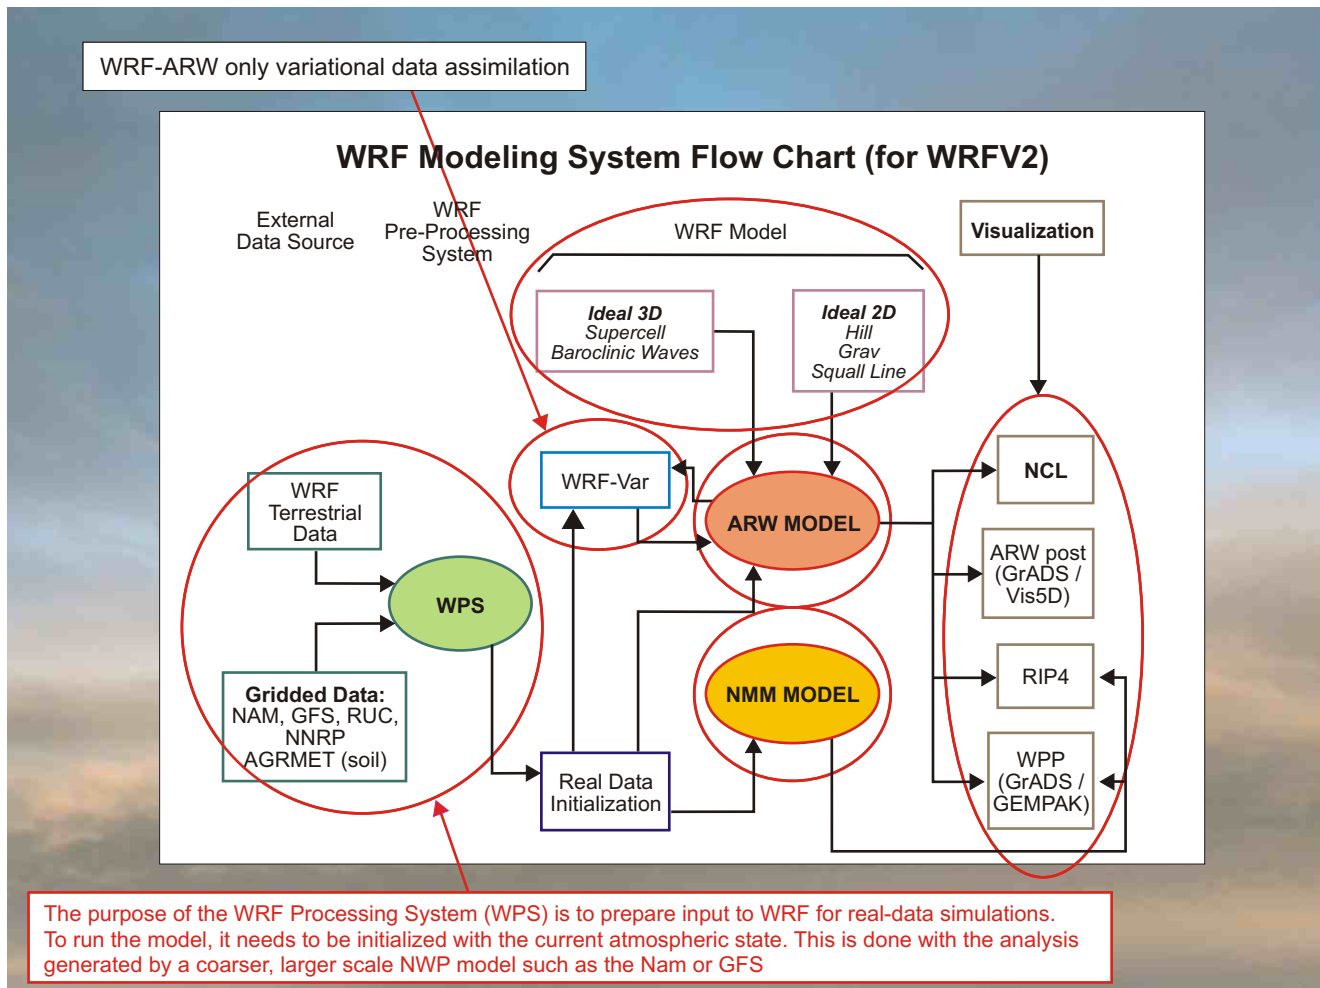 WRF-ARW only variational data assimilation
WRF Modeling System Flow Chart (for WRFV2)
External
Data Source
WRF
Pre-Processing
System
WRF Model
Visualization
Ideal 3D
Supercell
Baroclinic Waves
Ideal 2D
Hill
Grav
Squall Line
WRF
Terrestrial
Data
WRF-Var
ARW MODEL
NCL
ARW post
(GrADS /
Vis5D)
WPS
RIP4
NMM MODEL
Gridded Data:
NAM, GFS, RUC,
NNRP
AGRMET (soil)
Real Data
Initialization
WPP
(GrADS /
GEMPAK)
The purpose of the WRF Processing System (WPS) is to prepare input to WRF for real-data simulations.
To run the model, it needs to be initialized with the current atmospheric state. This is done with the analysis
generated by a coarser, larger scale NWP model such as the Nam or GFS